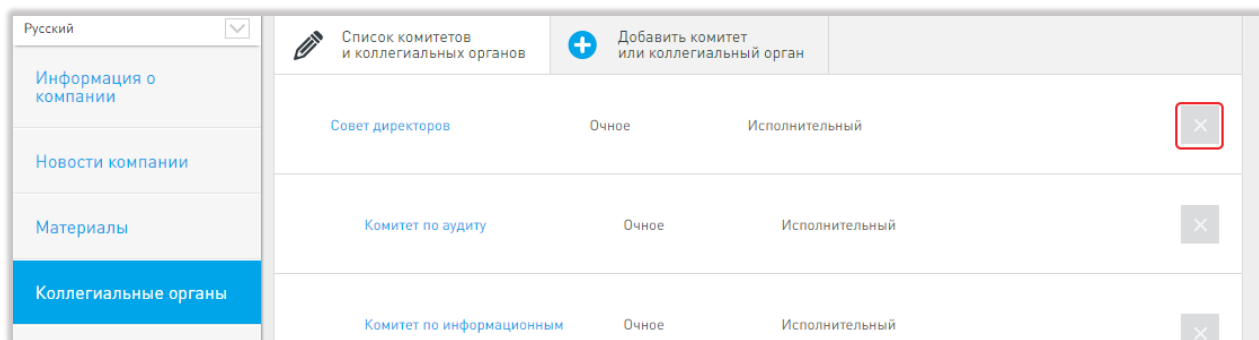 Русский
Информация о
компании
Новости компании
Материалы
Коллегиальные органы
Список комитетов
и коллегиальных органов
Добавить комитет
или коллегиальный орган
Совет директоров Очное Исполнительный
Комитет по аудиту Очное Исполнительный
Комитет по информационным Очное Исполнительный